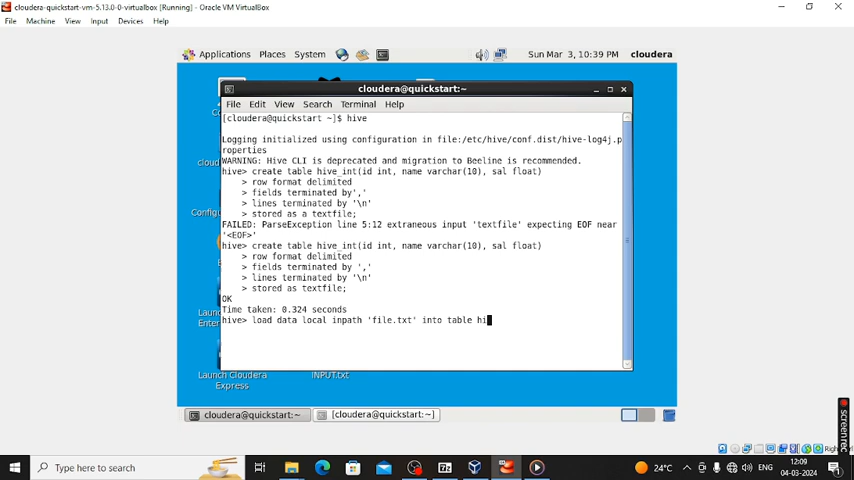 cloudera-quickstart-vm-5.13.0-0-virtualbox [Running] - Oracle VM VirtualBox
File Machine View Input Devices Help
Applications Places System
Sun Mar 3, 10:39 PM cloudera
cloudera@quickstart:~
File Edit View Search Terminal Help
[cloudera@quickstart ~]$ hive
Logging initialized using configuration in file:/etc/hive/conf.dist/hive-log4j.p
roperties
WARNING: Hive CLI is deprecated and migration to Beeline is recommended.
hive> create table hive_int(id int, name varchar(10), sal float)
> row format delimited
> fields terminated by','
> lines terminated by '\n'
> stored as a textfile;
FAILED: ParseException line 5:12 extraneous input 'textfile' expecting EOF near
'<EOF>'
hive> create table hive_int(id int, name varchar(10), sal float)
> row format delimited
> fields terminated by ','
> lines terminated by '\n'
> stored as textfile;
OK
Time taken: 0.324 seconds
hive> load data local inpath 'file.txt' into table hi
Launch Cloudera
Express
INPUT.txt
cloudera@quickstart:~
[cloudera@quickstart:~]
Type here to search
24°C
ENG
12:09
04-03-2024